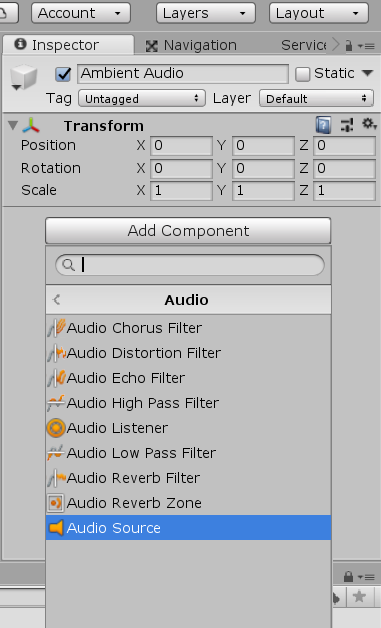 Account Layers Layout
Inspector Navigation Service
Ambient Audio Static
Tag Untagged Layer Default
Transform
Position X 0 Y 0 Z 0
Rotation X 0 Y 0 Z 0
Scale X 1 Y 1 Z 1
Add Component
Audio
Audio Chorus Filter
Audio Distortion Filter
Audio Echo Filter
Audio High Pass Filter
Audio Listener
Audio Low Pass Filter
Audio Reverb Filter
Audio Reverb Zone
Audio Source